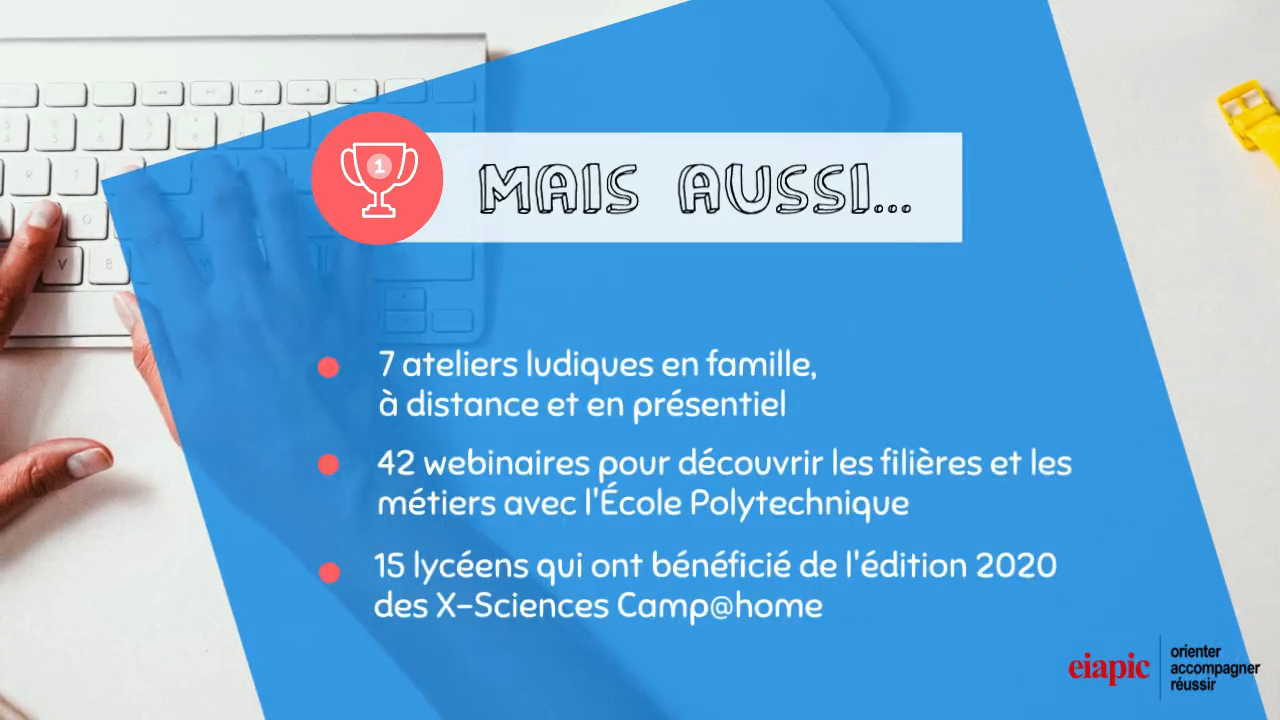 1
MAIS AUSSI...
7 ateliers ludiques en famille,
à distance et en présentiel
42 webinaires pour découvrir les filières et les
métiers avec l'École Polytechnique
15 lycéens qui ont bénéficié de l'édition 2020
des X-Sciences Camp@home
eiapic
orienter
accompagner
réussir
R T
G
V B